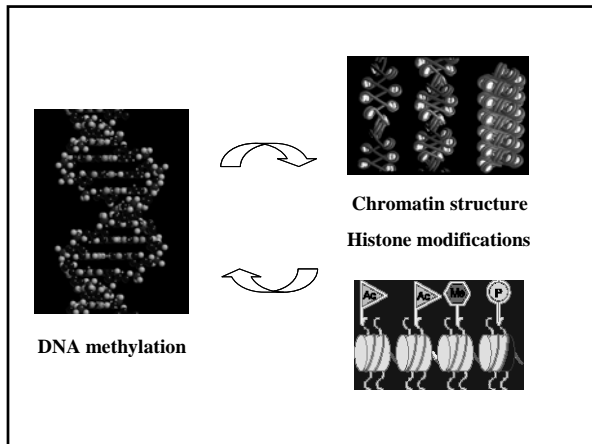 Chromatin structure
Histone modifications
Ac Ac Me P
DNA methylation